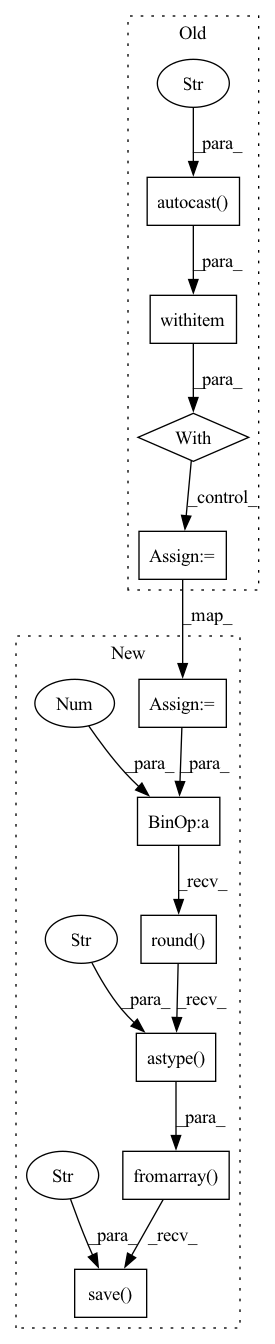 Old
Str
_para_
autocast()
_para_
withitem
_para_
With
_control_
Assign:=
_map_
New
Num
Assign:=
_para_
_para_
BinOp:a
_recv_
Str
round()
_para_
_recv_
astype()
_para_
Str
fromarray()
_para_
_recv_
save()